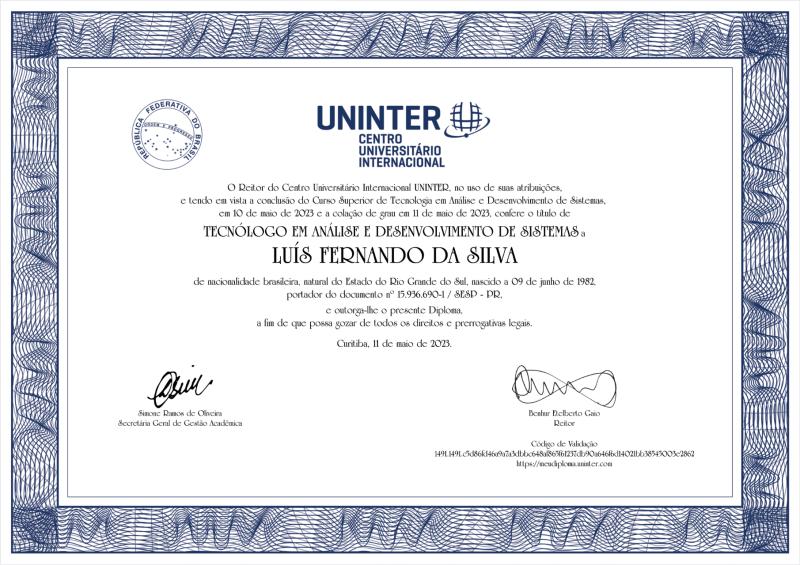 REPÚBLICA FEDERATIVA DO BRASIL
ORDEM E PROGRESSO
UNINTER
CENTRO
UNIVERSITÁRIO
INTERNACIONAL
O Reitor do Centro Universitário Internacional UNINTER, no uso de suas atribuições,
e tendo em vista a conclusão do Curso Superior de Tecnologia em Análise e Desenvolvimento de Sistemas,
em 10 de maio de 2023 e a colação de grau em 11 de maio de 2023, confere o título de
TECNÓLOGO EM ANÁLISE E DESENVOLVIMENTO DE SISTEMAS a
LUÍS FERNANDO DA SILVA
de nacionalidade brasileira, natural do Estado do Rio Grande do Sul, nascido a 09 de junho de 1982,
portador do documento nº 15.936.690-1 / SESP - PR,
e outorga-lhe o presente Diploma,
a fim de que possa gozar de todos os direitos e prerrogativas legais.
Curitiba, 11 de maio de 2023.
Simone Ramos de Oliveira
Secretária Geral de Gestão Acadêmica
Benhur Etelberto Gaio
Reitor
Código de Validação
https://meudiploma.uninter.com